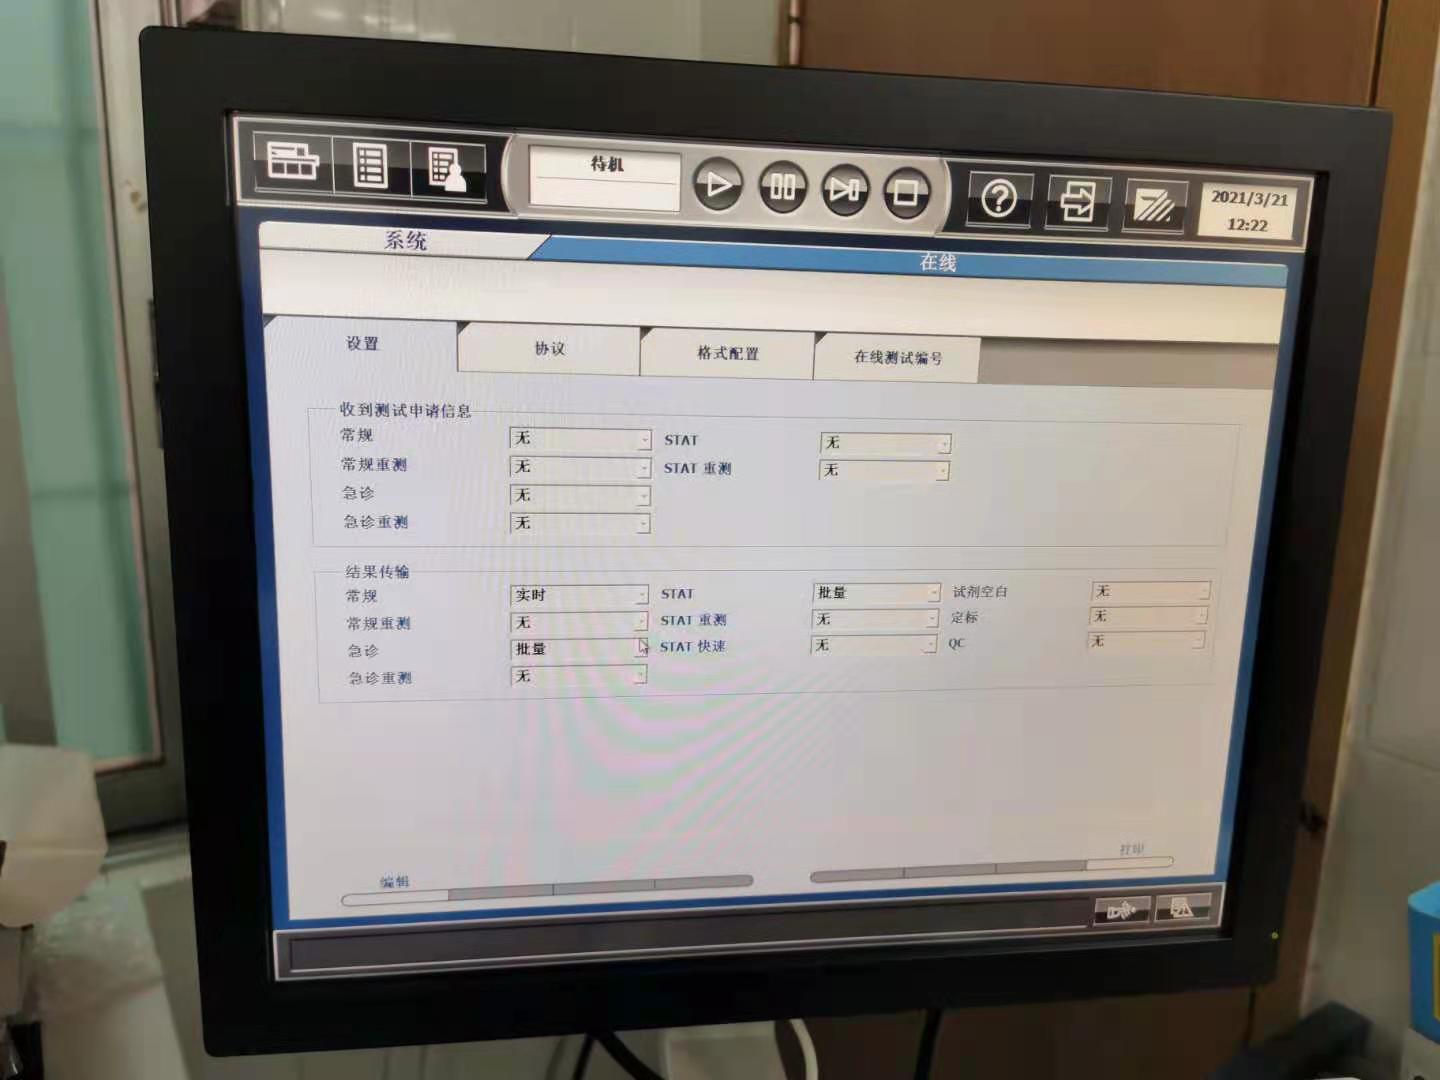 待机
2021/3/21
12:22
系统
在线
设置 协议 格式配置 在线测试编号
收到测试申请信息
常规 无 STAT 无
常规重测 无 STAT 重测 无
急诊 无
急诊重测 无
结果传输
常规 实时 STAT 批量 试剂空白 无
常规重测 无 STAT 重测 无 定标 无
急诊 批量 STAT 快速 无 QC 无
急诊重测 无
打印
编辑